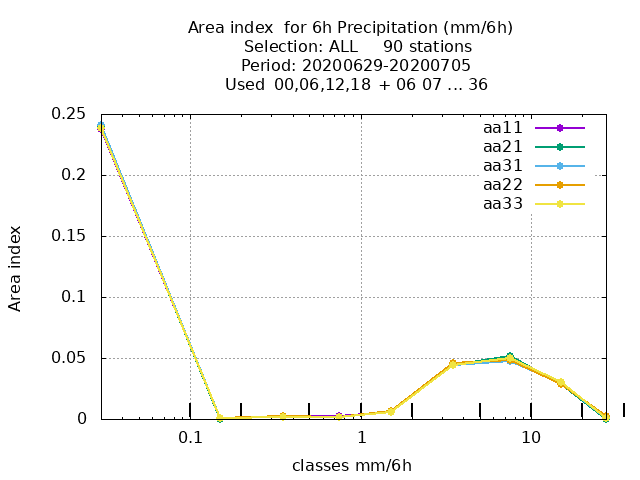 Area index  for 6h Precipitation (mm/6h)
Selection: ALL     90 stations
Period: 20200629-20200705
Used  00,06,12,18  + 06 07 ... 36
0.25
0.2
0.15
0.1
0.05
0
Area index
aa11
aa21
aa31
aa22
aa33
0.1
1
10
classes mm/6h